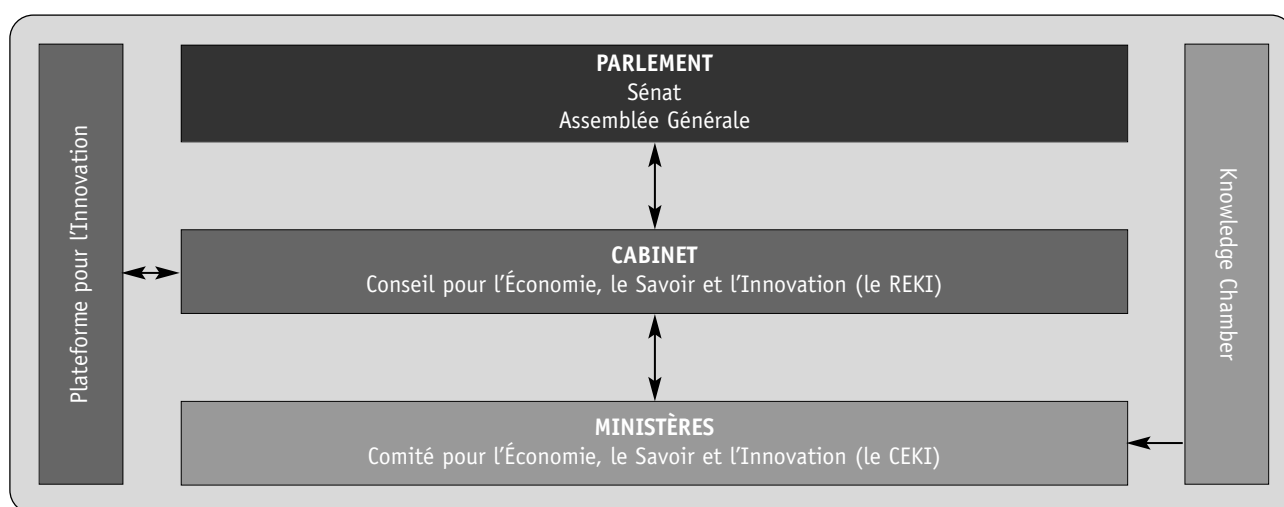 Plateforme pour l'Innovation
PARLEMENT
Sénat
Assemblée Générale
CABINET
Conseil pour l'Économie, le Savoir et l'Innovation (le REKI)
MINISTÈRES
Comité pour l'Économie, le Savoir et l'Innovation (le CEKI)
Knowledge Chamber